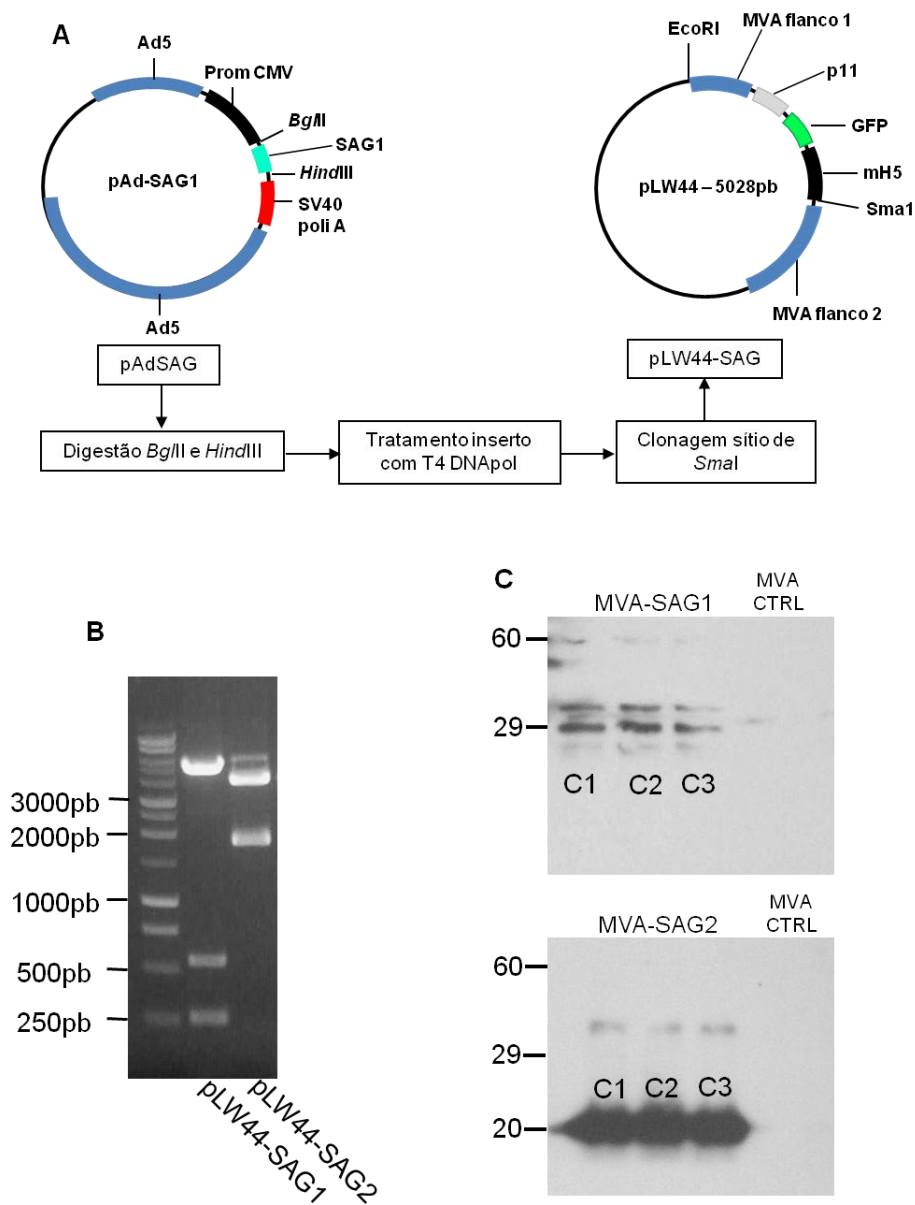 A
Ad5
Prom CMV
BglII
SAG1
HindIII
SV40
poli A
pAd-SAG1
Ad5
EcoRI
MVA flanco 1
p11
GFP
mH5
Sma1
pLW44 – 5028pb
MVA flanco 2
pAdSAG
pLW44-SAG
Digestão BglII e HindIII
Tratamento inserto
com T4 DNApol
Clonagem sítio de
SmaI
B
3000pb
2000pb
1000pb
500pb
250pb
pLW44-SAG1
pLW44-SAG2
C
MVA-SAG1
MVA
CTRL
60
29
C1 C2 C3
MVA-SAG2
MVA
CTRL
60
29
C1 C2 C3
20